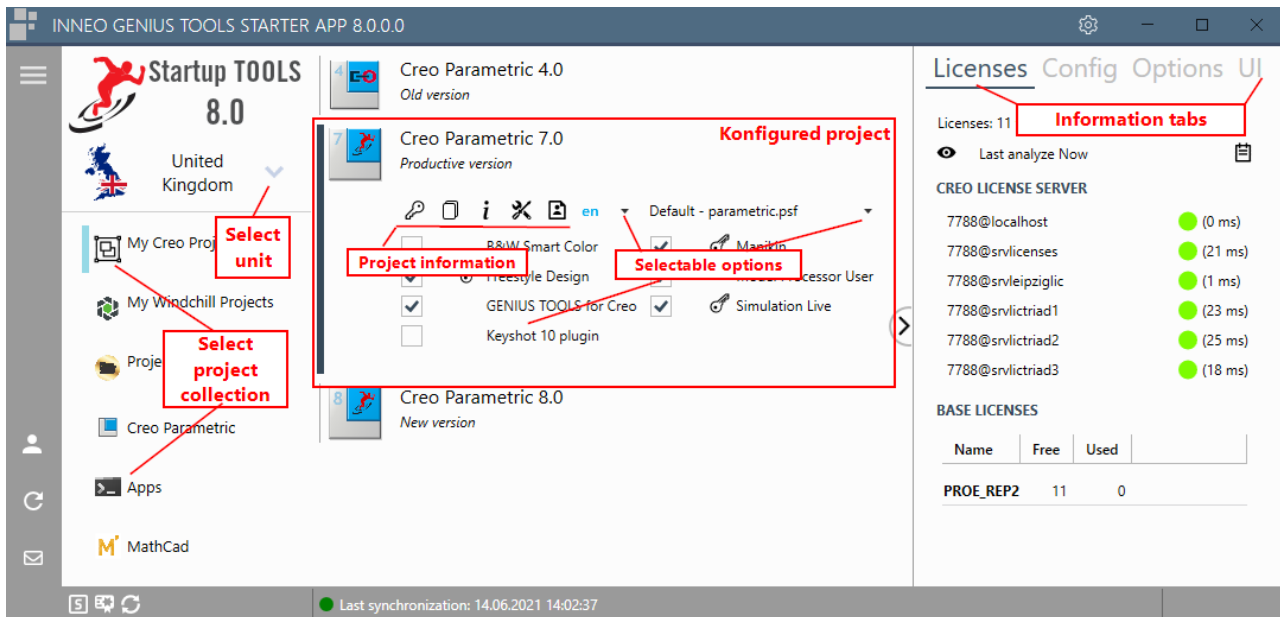 INNEO GENIUS TOOLS STARTER APP 8.0.0.0
Startup TOOLS
8.0
United
Kingdom
Select
unit
My Creo Proj
My Windchill Projects
Select
project
collection
Proje
Creo Parametric
Apps
MathCad
4
Creo Parametric 4.0
Old version
Konfigured project
7
Creo Parametric 7.0
Productive version
en
Default - parametric.psf
Project information
Selectable options
B&W Smart Color
Manikin
Freestyle Design
Processor User
GENIUS TOOLS for Creo
Simulation Live
Keyshot 10 plugin
8
Creo Parametric 8.0
New version
Licenses Config Options UI
Information tabs
Licenses: 11
Last analyze Now
CREO LICENSE SERVER
7788@localhost (0 ms)
7788@srvlicenses (21 ms)
7788@srvleipziglic (1 ms)
7788@srvlictriad1 (23 ms)
7788@srvlictriad2 (25 ms)
7788@srvlictriad3 (18 ms)
BASE LICENSES
Name Free Used
PROE_REP2 11 0
S
Last synchronization: 14.06.2021 14:02:37